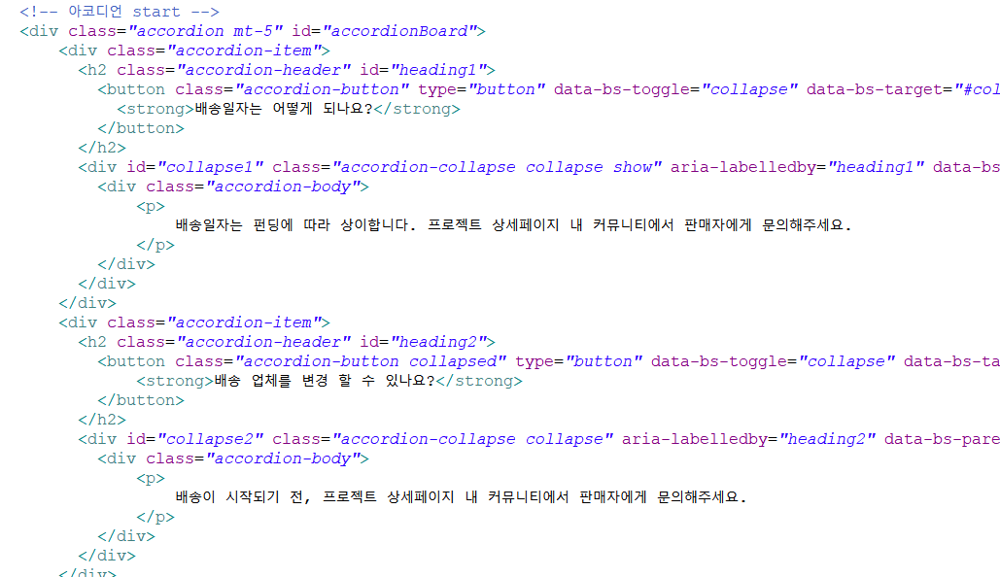 <!-- 아코디언 start -->
<div class="accordion mt-5" id="accordionBoard">
<div class="accordion-item">
<h2 class="accordion-header" id="heading1">
<button class="accordion-button" type="button" data-bs-toggle="collapse" data-bs-target="#col
<strong>배송일자는 어떻게 되나요?</strong>
</button>
</h2>
<div id="collapse1" class="accordion-collapse collapse show" aria-labelledby="heading1" data-bs
<div class="accordion-body">
<p>
배송일자는 펀딩에 따라 상이합니다. 프로젝트 상세페이지 내 커뮤니티에서 판매자에게 문의해주세요.
</p>
</div>
</div>
</div>
<div class="accordion-item">
<h2 class="accordion-header" id="heading2">
<button class="accordion-button collapsed" type="button" data-bs-toggle="collapse" data-bs-ta
<strong>배송 업체를 변경 할 수 있나요?</strong>
</button>
</h2>
<div id="collapse2" class="accordion-collapse collapse" aria-labelledby="heading2" data-bs-pare
<div class="accordion-body">
<p>
배송이 시작되기 전, 프로젝트 상세페이지 내 커뮤니티에서 판매자에게 문의해주세요.
</p>
</div>
</div>
</div>